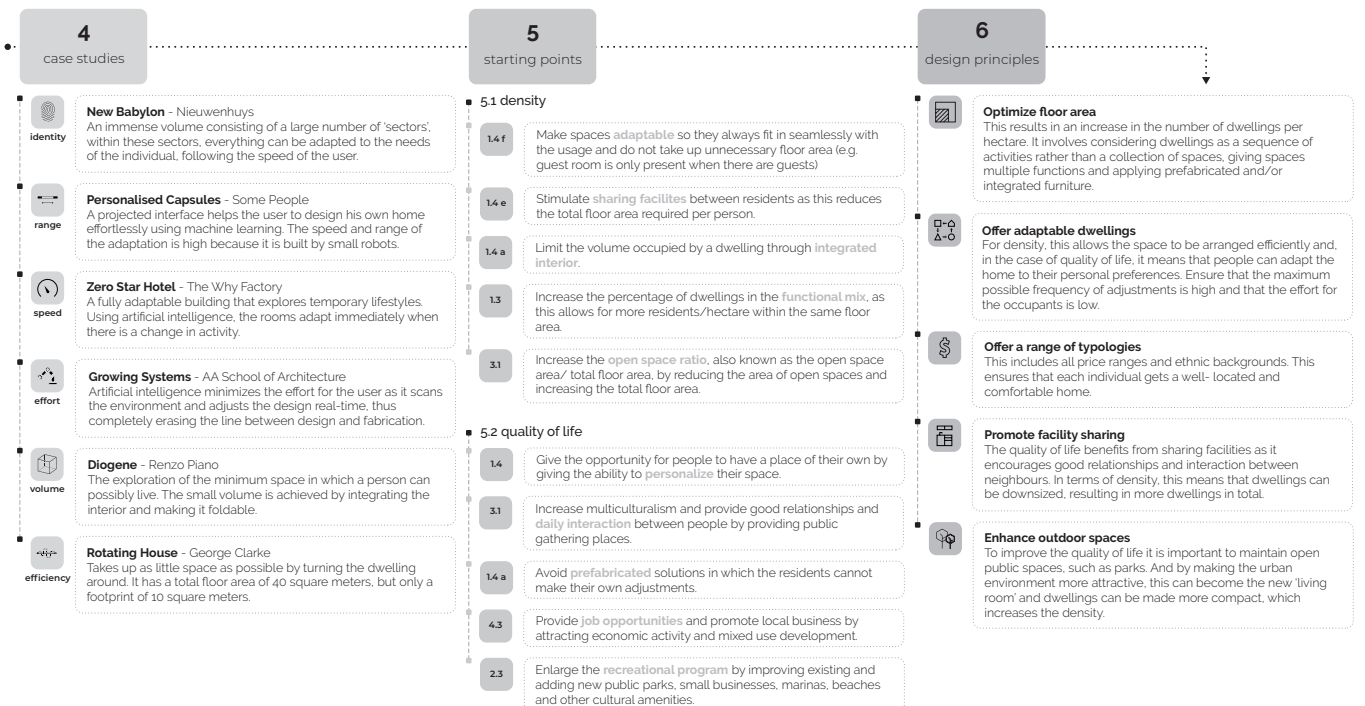 4
case studies
identity
New Babylon - Nieuwenhuys
An immense volume consisting of a large number of 'sectors',
within these sectors, everything can be adapted to the needs
of the individual, following the speed of the user.
range
Personalised Capsules - Some People
A projected interface helps the user to design his own home
effortlessly using machine learning. The speed and range of
the adaptation is high because it is built by small robots.
speed
Zero Star Hotel - The Why Factory
A fully adaptable building that explores temporary lifestyles.
Using artificial intelligence, the rooms adapt immediately when
there is a change in activity.
effort
Growing Systems - AA School of Architecture
Artificial intelligence minimizes the effort for the user as it scans
the environment and adjusts the design real-time, thus
completely erasing the line between design and fabrication.
volume
Diogene - Renzo Piano
The exploration of the minimum space in which a person can
possibly live. The small volume is achieved by integrating the
interior and making it foldable.
efficiency
Rotating House - George Clarke
Takes up as little space as possible by turning the dwelling
around. It has a total floor area of 40 square meters, but only a
footprint of 10 square meters.
5
starting points
5.1 density
1.4 f
Make spaces adaptable so they always fit in seamlessly with
the usage and do not take up unnecessary floor area (e.g.
guest room is only present when there are guests)
1.4 e
Stimulate sharing facilites between residents as this reduces
the total floor area required per person.
1.4 a
Limit the volume occupied by a dwelling through integrated
interior.
1.3
Increase the percentage of dwellings in the functional mix, as
this allows for more residents/hectare within the same floor
area.
3.1
Increase the open space ratio, also known as the open space
area/ total floor area, by reducing the area of open spaces and
increasing the total floor area.
5.2 quality of life
1.4
Give the opportunity for people to have a place of their own by
giving the ability to personalize their space.
3.1
Increase multiculturalism and provide good relationships and
daily interaction between people by providing public
gathering places.
1.4 a
Avoid prefabricated solutions in which the residents cannot
make their own adjustments.
4.3
Provide job opportunities and promote local business by
attracting economic activity and mixed use development.
2.3
Enlarge the recreational program by improving existing and
adding new public parks, small businesses, marinas, beaches
and other cultural amenities.
6
design principles
Optimize floor area
This results in an increase in the number of dwellings per
hectare. It involves considering dwellings as a sequence of
activities rather than a collection of spaces, giving spaces
multiple functions and applying prefabricated and/or
integrated furniture.
Offer adaptable dwellings
For density, this allows the space to be arranged efficiently and,
in the case of quality of life, it means that people can adapt the
home to their personal preferences. Ensure that the maximum
possible frequency of adjustments is high and that the effort for
the occupants is low.
Offer a range of typologies
This includes all price ranges and ethnic backgrounds. This
ensures that each individual gets a well- located and
comfortable home.
Promote facility sharing
The quality of life benefits from sharing facilities as it
encourages good relationships and interaction between
neighbours. In terms of density, this means that dwellings can
be downsized, resulting in more dwellings in total.
Enhance outdoor spaces
To improve the quality of life it is important to maintain open
public spaces, such as parks. And by making the urban
environment more attractive, this can become the new 'living
room' and dwellings can be made more compact, which
increases the density.